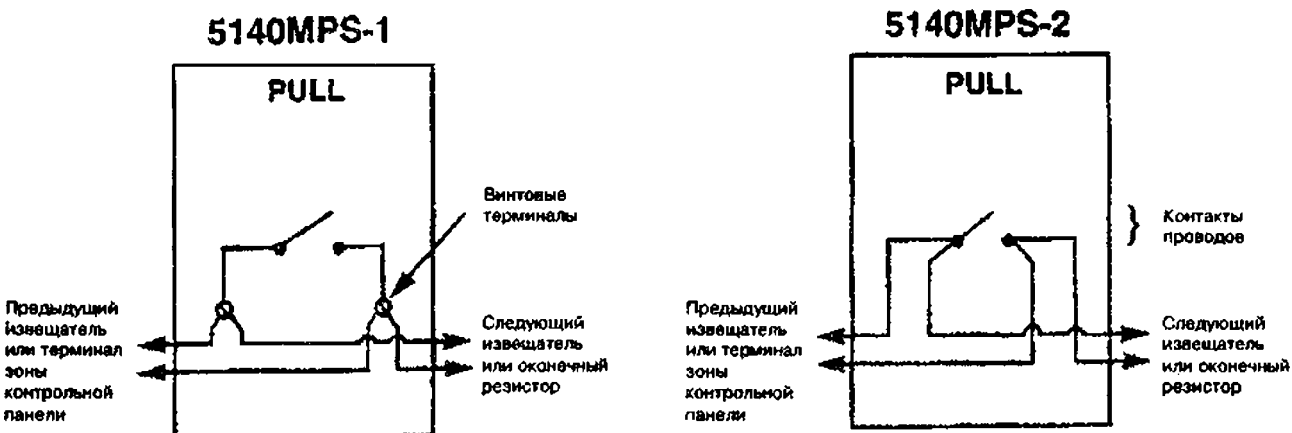 5140MPS-1
PULL
Винтовые
терминалы
Предыдущий
извещатель
или терминал
зоны
контрольной
панели
Следующий
извещатель
или оконечный
резистор
5140MPS-2
PULL
Контакты
проводов
Предыдущий
извещатель
или терминал
зоны
контрольной
панели
Следующий
извещатель
или оконечный
резистор